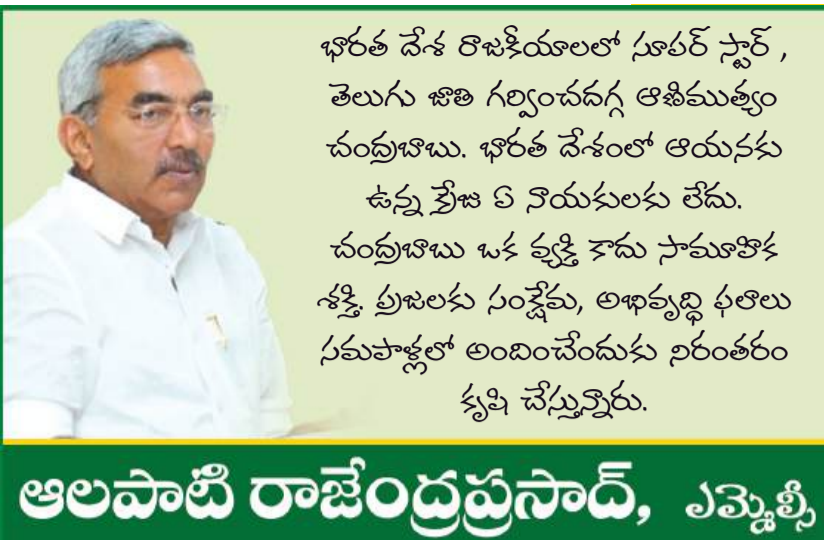 భారత దేశ రాజకీయాలలో సూపర్ స్టార్ ,
తెలుగు జాతి గర్వించదగ్గ ఆణిముత్యం
చంద్రబాబు. భారత దేశంలో ఆయనకు
ఉన్న క్రేజు ఏ నాయకులకు లేదు.
చంద్రబాబు ఒక వ్యక్తి కాదు సామూహిక
శక్తి. ప్రజలకు సంక్షేమ, అభివృద్ధి ఫలాలు
సమపాళ్లలో అందించేందుకు నిరంతరం
కృషి చేస్తున్నారు.
ఆలపాటి రాజేంద్రప్రసాద్, ఎమ్మెల్సీ